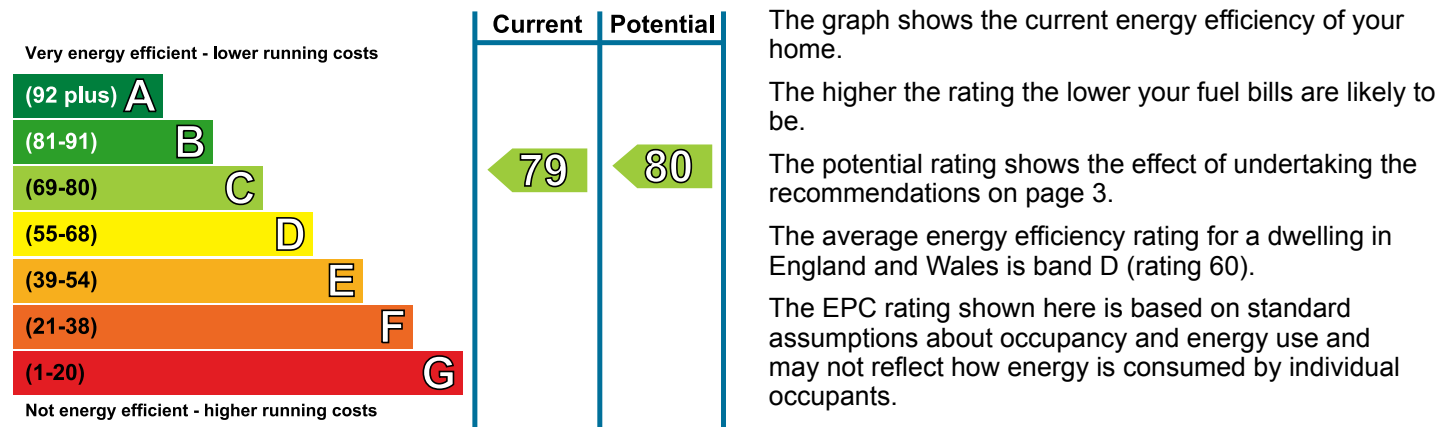 Current Potential
Very energy efficient - lower running costs
(92 plus) A
(81-91) B
(69-80) C
(55-68) D
(39-54) E
(21-38) F
(1-20) G
Not energy efficient - higher running costs
79 80
The graph shows the current energy efficiency of your
home.
The higher the rating the lower your fuel bills are likely to
be.
The potential rating shows the effect of undertaking the
recommendations on page 3.
The average energy efficiency rating for a dwelling in
England and Wales is band D (rating 60).
The EPC rating shown here is based on standard
assumptions about occupancy and energy use and
may not reflect how energy is consumed by individual
occupants.